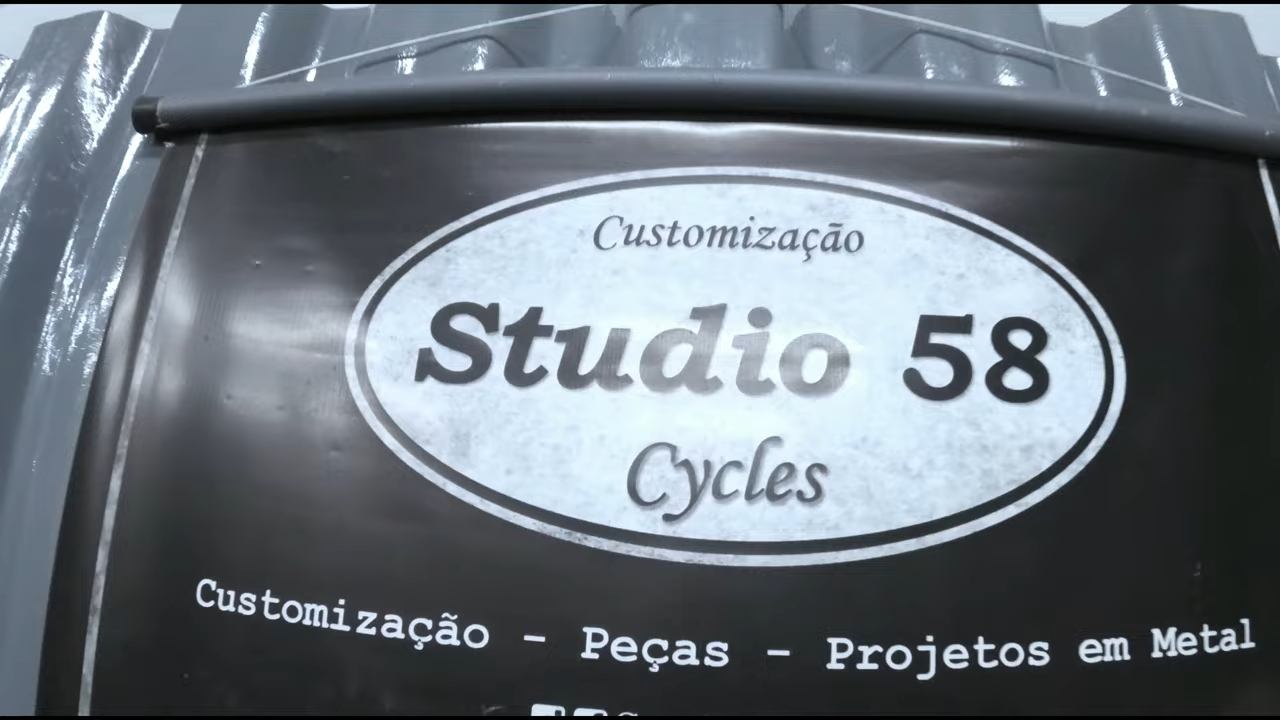 Customização
Studio 58
Cycles
Customização - Peças - Projetos em Metal